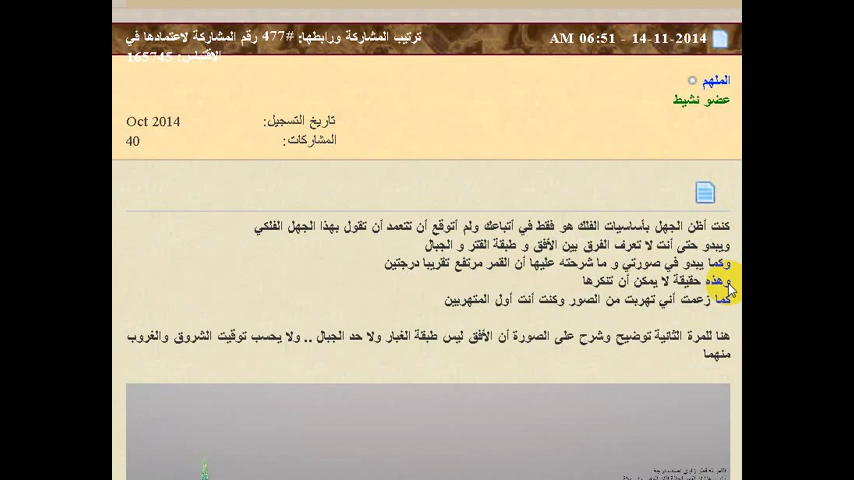 14-11-2014 - 06:51 AM
ترتيب المشاركة ورابطها: #477 رقم المشاركة لاعتمادها في
الاقتباس: 165745
الملهم
عضو نشيط
تاريخ التسجيل: Oct 2014
المشاركات: 40
كنت أظن الجهل بأساسيات الفلك هو فقط في أتباعك ولم أتوقع أن تتعمد أن تقول بهذا الجهل الفلكي
ويبدو حتى أنت لا تعرف الفرق بين الأفق و طبقة القتر و الجبال
وكما يبدو في صورتي و ما شرحته عليها أن القمر مرتفع تقريبا درجتين
وهذه حقيقة لا يمكن أن تنكرها
كما زعمت أني تهربت من الصور وكنت أنت أول المتهربين
هنا للمرة الثانية توضيح وشرح على الصورة أن الأفق ليس طبقة الغبار ولا حد الجبال .. ولا يحسب توقيت الشروق والغروب
منهما